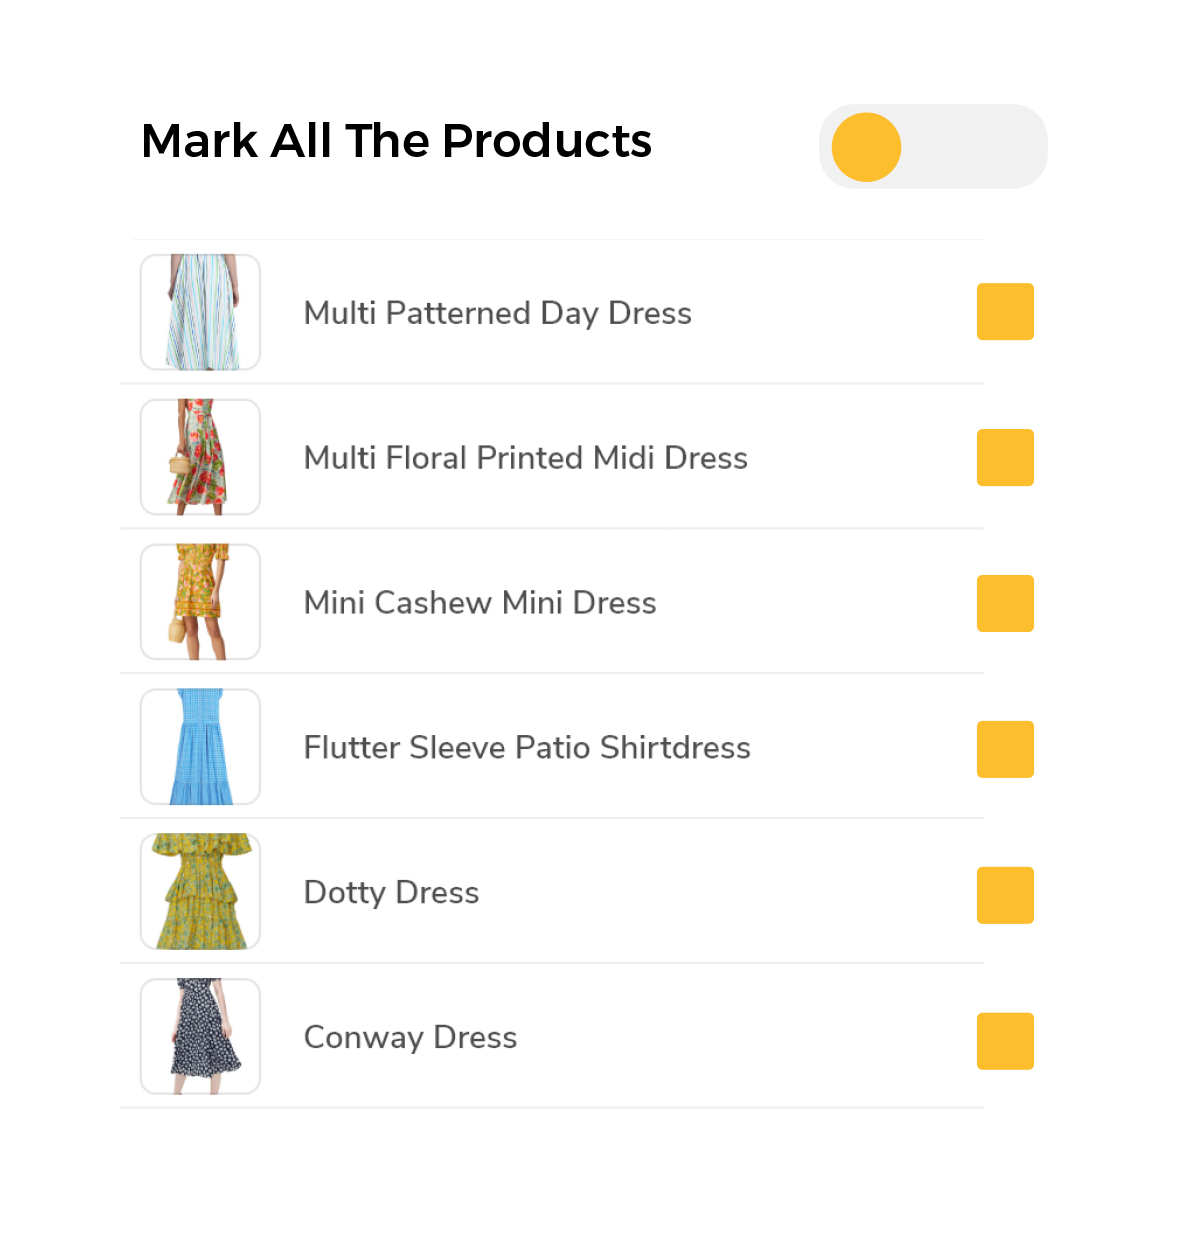 Mark All The Products
Multi Patterned Day Dress
Multi Floral Printed Midi Dress
Mini Cashew Mini Dress
Flutter Sleeve Patio Shirtdress
Dotty Dress
Conway Dress